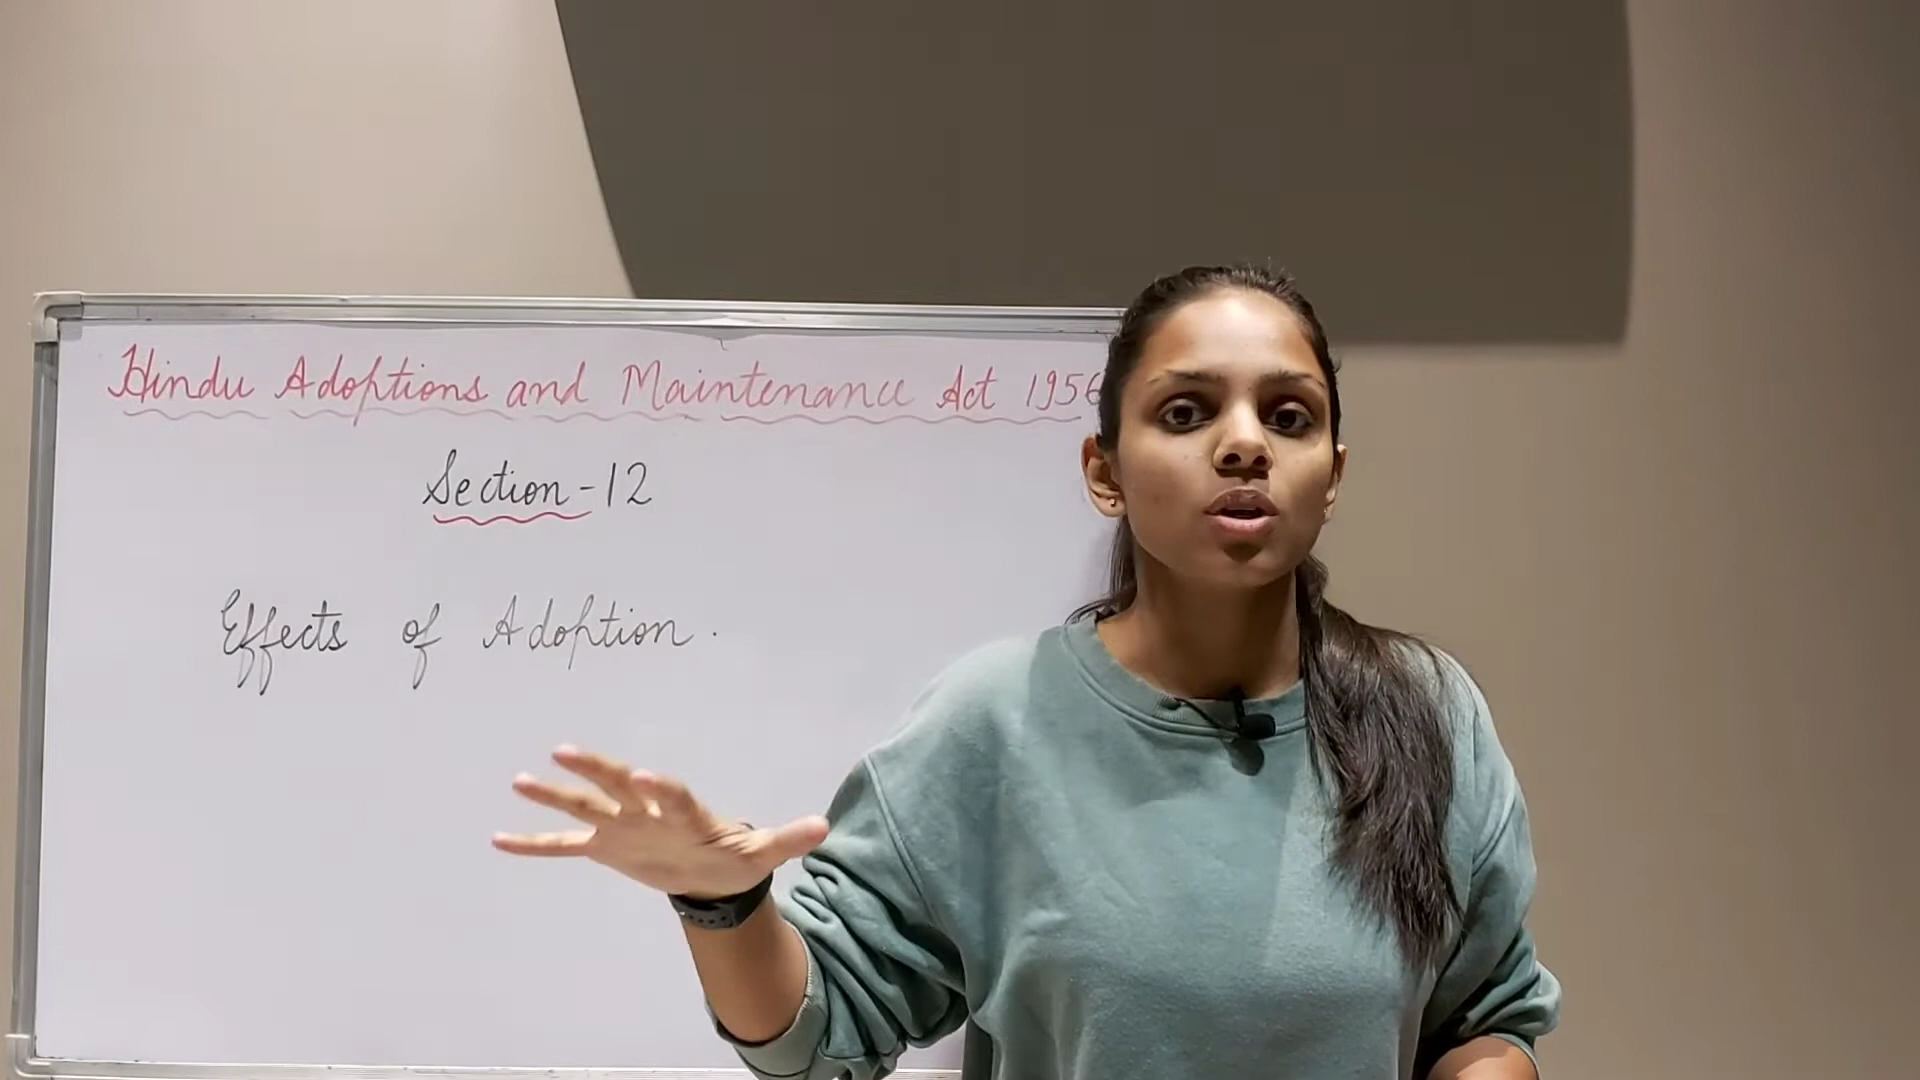 Hindu Adoptions and Maintenance Act 1956
Section-12
Effects of Adoption.